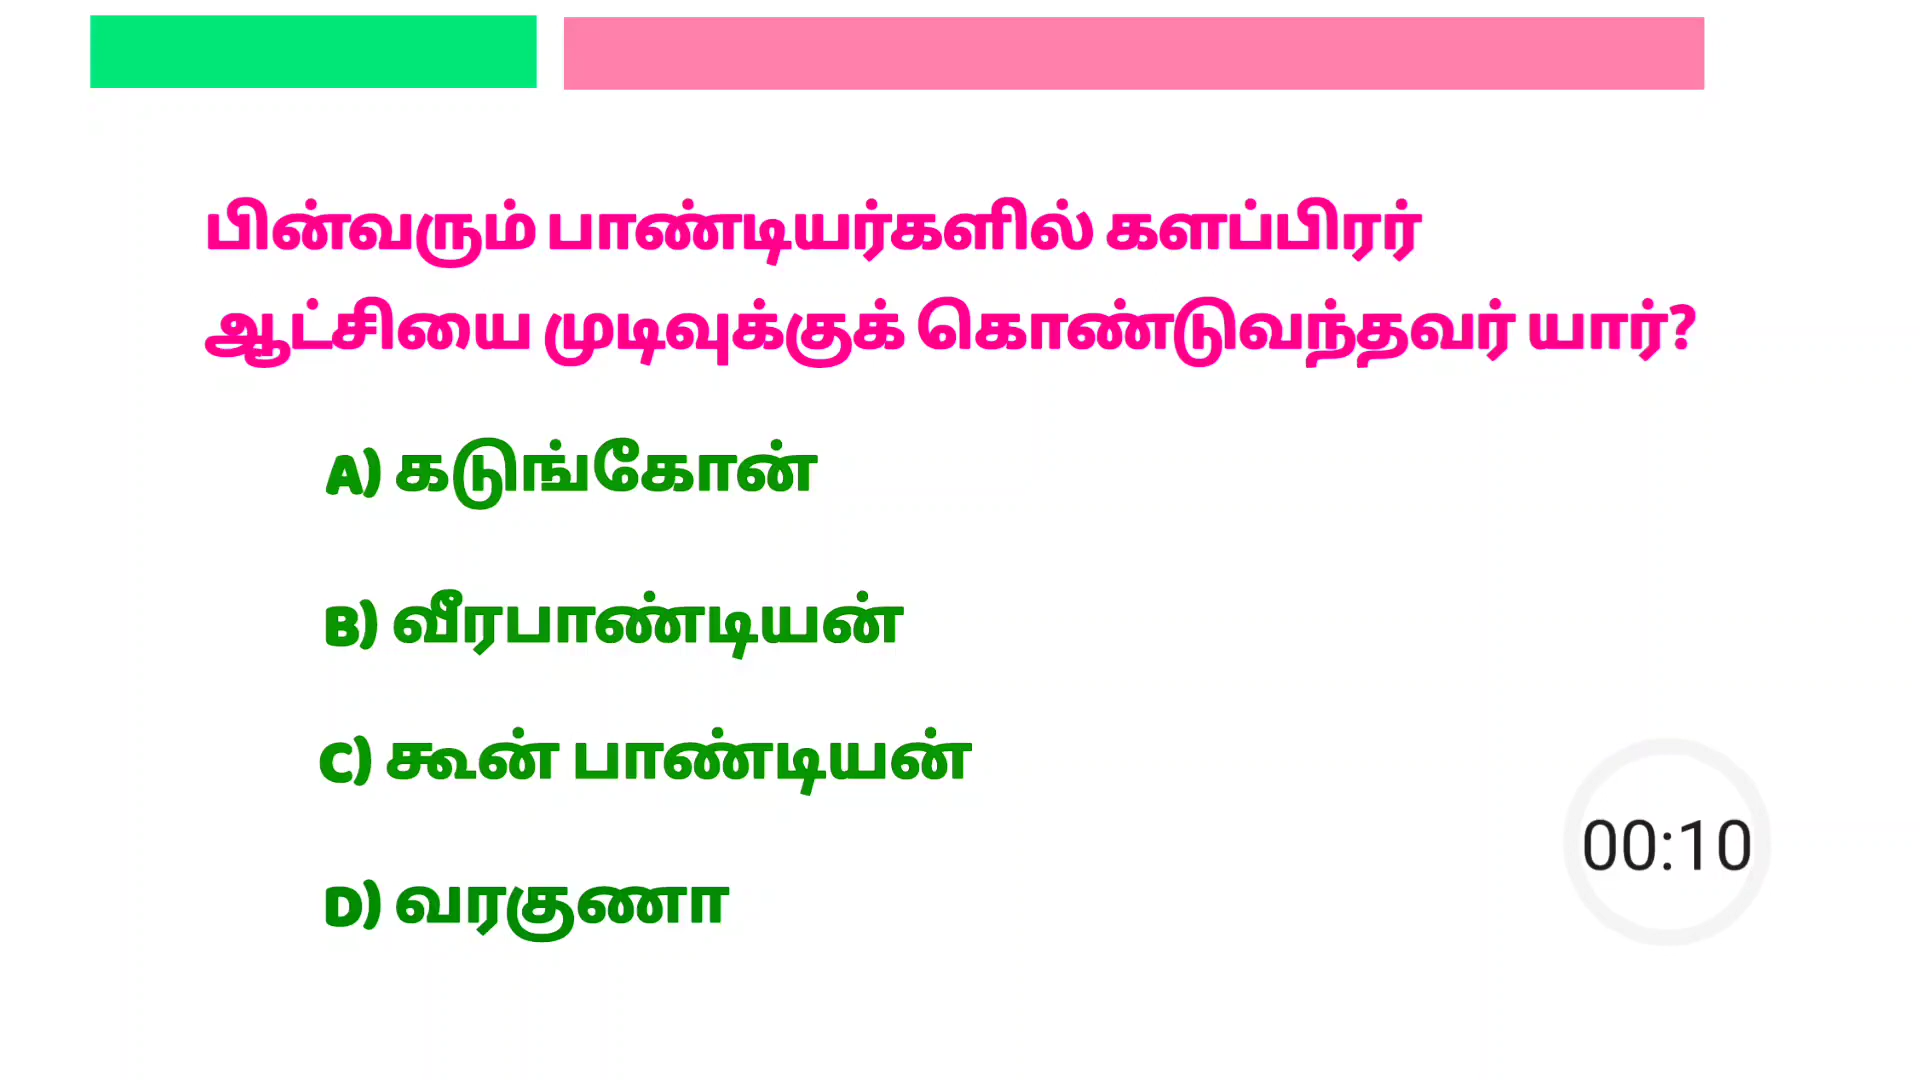 பின்வரும் பாண்டியர்களில் களப்பிரர்
ஆட்சியை முடிவுக்குக் கொண்டுவந்தவர் யார்?
A) கடுங்கோன்
B) வீரபாண்டியன்
C) கூன் பாண்டியன்
D) வரகுணா
00:10